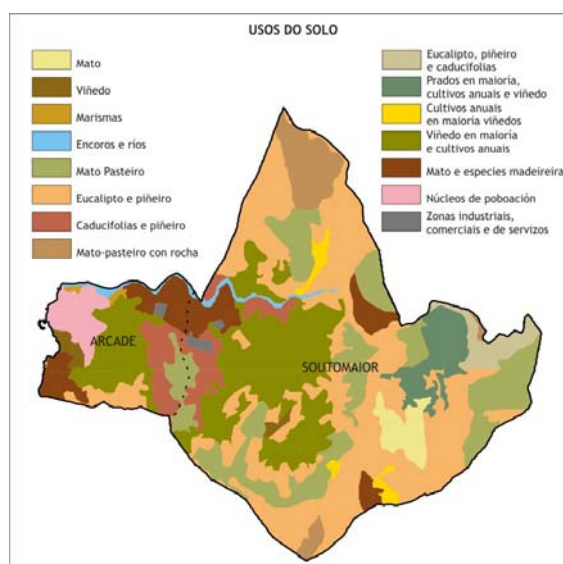 USOS DO SOLO
Mato
Viñedo
Marismas
Encoros e ríos
Mato Pasteiro
Eucalipto e piñeiro
Caducifolias e piñeiro
Mato-pasteiro con rocha
Eucalipto, piñeiro
e caducifolias
Prados en maioría,
cultivos anuais e viñedo
Cultivos anuais
en maioría viñedos
Viñedo en maioría
e cultivos anuais
Mato e especies madeireira
Núcleos de poboación
Zonas industriais,
comerciais e de servizos
ARCADE
SOUTOMAIOR